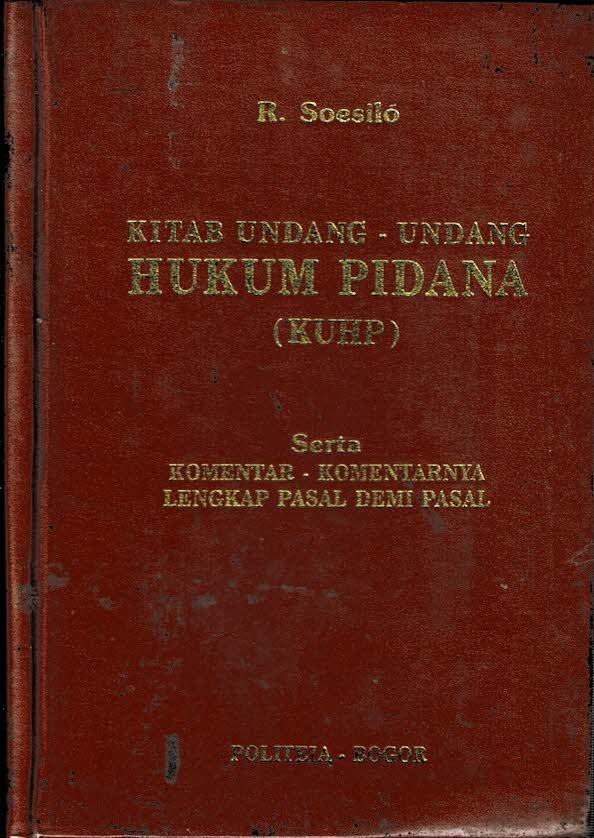 R. Soesilo
KITAB UNDANG - UNDANG
HUKUM PIDANA
(KUHP)
Serta
KOMENTAR - KOMENTARNYA
LENGKAP PASAL DEMI PASAL
POLITEIA - BOGOR